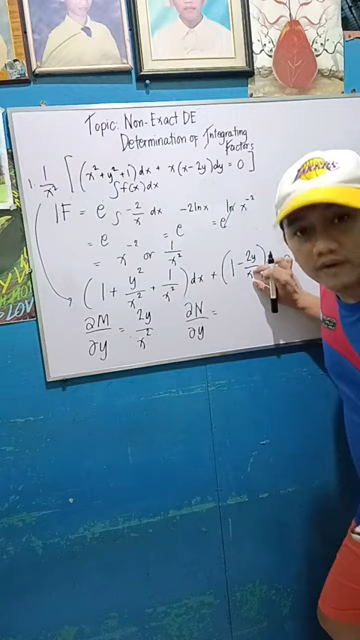 Topic: Non-Exact DE
Determination of Integrating
Factors
1. 1/x² [(x² + y² + 1) dx + x(x - 2y) dy = 0]
IF = e^∫f(x)dx
= e^∫-2/x dx = e^-2lnx = e^ln x^-2
= x^-2 or 1/x²
(1 + y²/x² + 1/x²) dx + (1 - 2y/x)
∂M/∂y = 2y/x² ∂N/∂y =
LAKERS